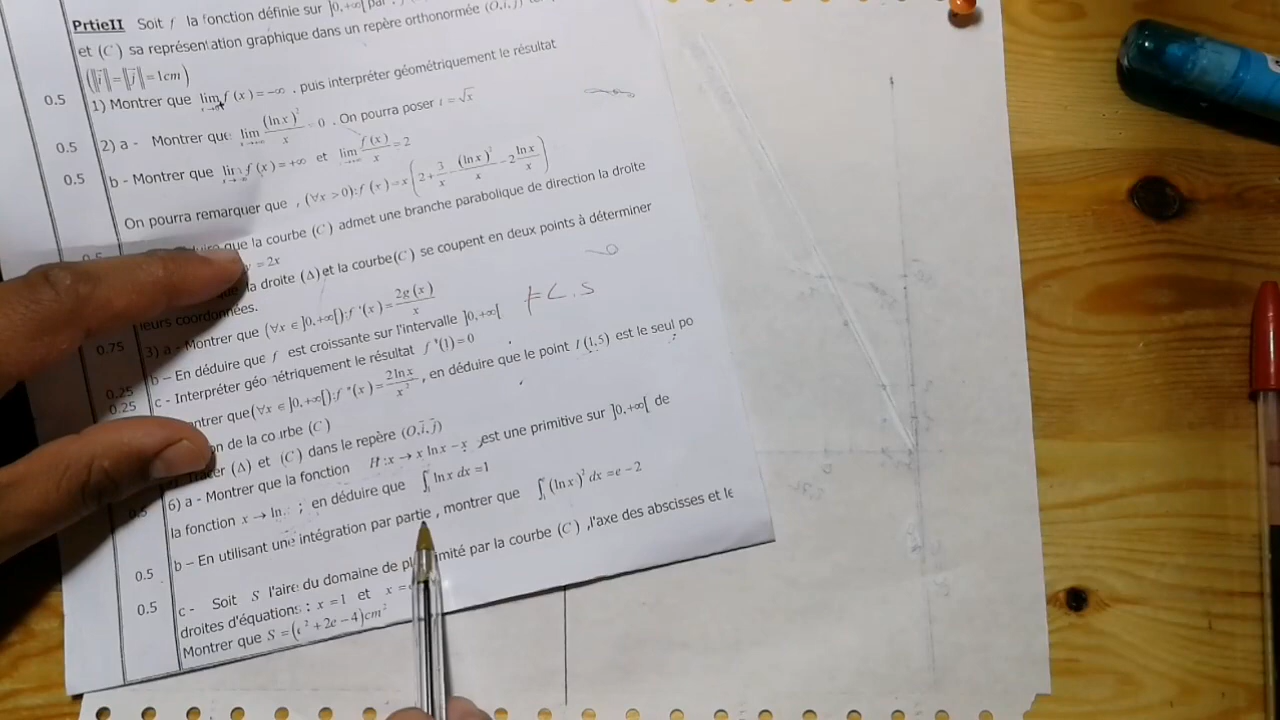 PrtieII Soit f la fonction définie sur ]0,+∞[ par
et (C) sa représentation graphique dans un repère orthonormée (O,i⃗,j⃗)
(‖i⃗‖=‖j⃗‖=1cm)
0.5 1) Montrer que lim f(x)=-∞ , puis interpréter géométriquement le résultat
0.5 2) a - Montrer que lim (ln x)²/x = 0 . On pourra poser t=√x
0.5 b - Montrer que lim f(x)=+∞ et lim f(x)/x = 2
On pourra remarquer que , (∀x>0): f(x)=x(2+3/x-(ln x)²/x-2 ln x/x)
que la courbe (C) admet une branche parabolique de direction la droite
y = 2x
la droite (Δ) et la courbe(C) se coupent en deux points à déterminer
leurs coordonnées.
0.75 3) a - Montrer que (∀x∈]0,+∞[): f'(x)=2g(x)/x
b – En déduire que f est croissante sur l'intervalle ]0,+∞[
0.25 c - Interpréter géométriquement le résultat f'(1)=0
0.25 que(∀x∈]0,+∞[): f"(x)=2 ln x/x² , en déduire que le point I(1,5) est le seul po
de la courbe (C)
(Δ) et (C) dans le repère (O,i⃗,j⃗)
6) a - Montrer que la fonction H:x→x ln x-x est une primitive sur ]0,+∞[ de
0.5 la fonction x→ln ; en déduire que ∫ ln x dx=1
0.5 b – En utilisant une intégration par partie , montrer que ∫ (ln x)² dx=e-2
0.5 c - Soit S l'aire du domaine de limité par la courbe (C) ,l'axe des abscisses et le
droites d'équations : x=1 et x=
Montrer que S=(e²+2e-4)cm²